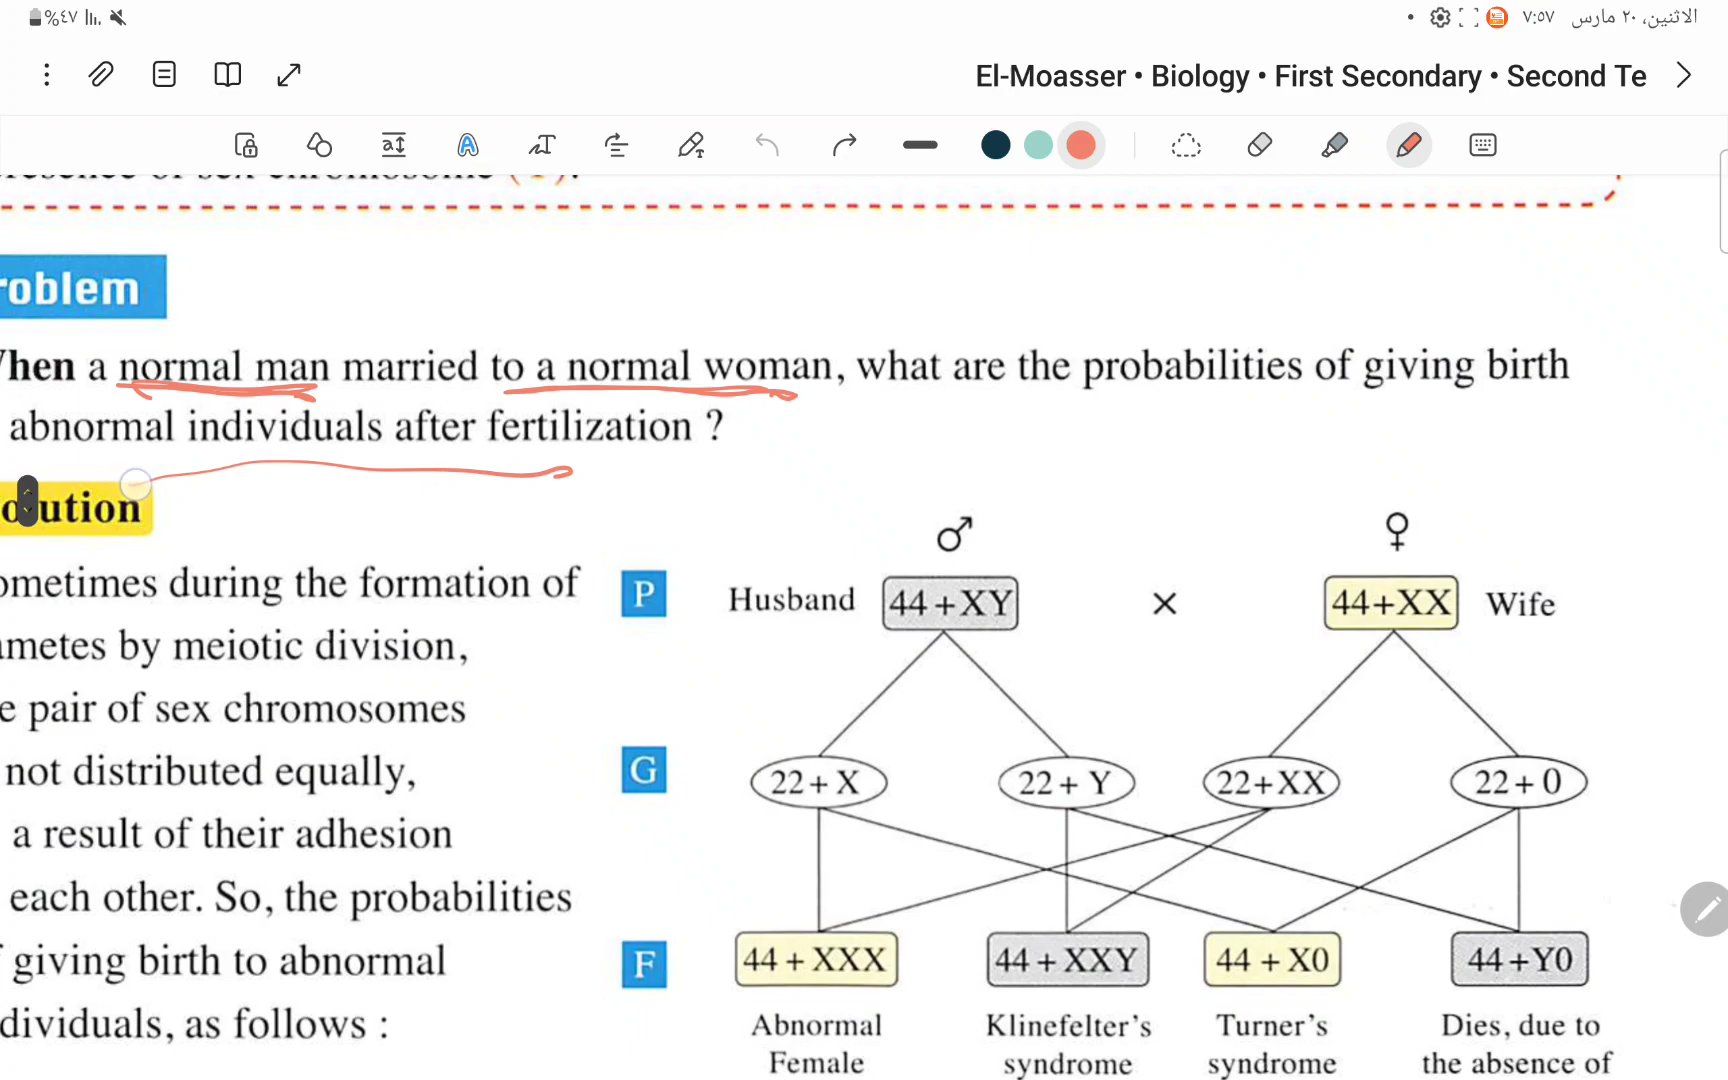 %٤٧
الاثنين، ٢٠ مارس ٧:٥٧
El-Moasser • Biology • First Secondary • Second Te
roblem
hen a normal man married to a normal woman, what are the probabilities of giving birth
abnormal individuals after fertilization ?
olution
ometimes during the formation of
metes by meiotic division,
e pair of sex chromosomes
not distributed equally,
a result of their adhesion
each other. So, the probabilities
giving birth to abnormal
dividuals, as follows :
♂ ♀
P Husband 44 + XY × 44+XX Wife
G 22 + X 22 + Y 22+XX 22 + 0
F 44 + XXX 44 + XXY 44 + X0 44 +Y0
Abnormal Klinefelter's Turner's Dies, due to
Female syndrome syndrome the absence of